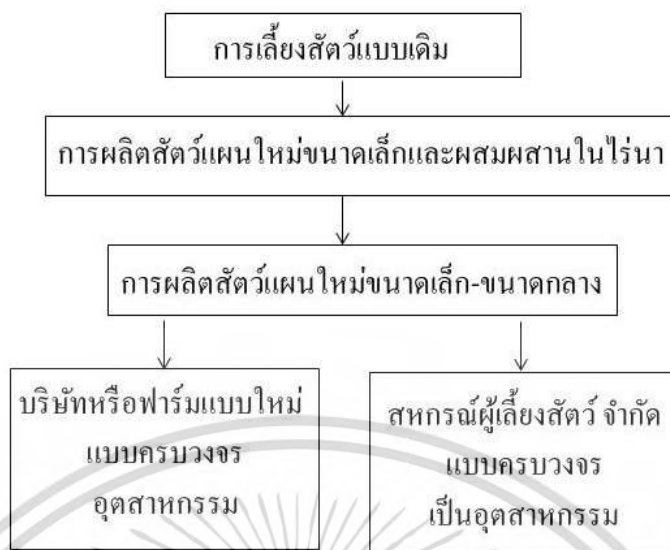 การเลี้ยงสัตว์แบบเดิม
การผลิตสัตว์แผนใหม่ขนาดเล็กและผสมผสานในไร่นา
การผลิตสัตว์แผนใหม่ขนาดเล็ก-ขนาดกลาง
บริษัทหรือฟาร์มแบบใหม่
แบบครบวงจร
อุตสาหกรรม
สหกรณ์ผู้เลี้ยงสัตว์ จำกัด
แบบครบวงจร
เป็นอุตสาหกรรม